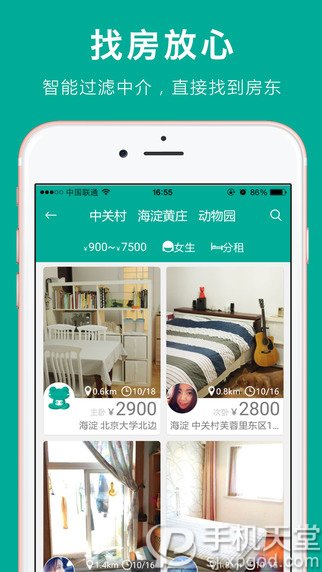 找房放心
智能过滤中介，直接找到房东
中国联通 16:55 86%
中关村 海淀黄庄 动物园
¥900~¥7500 女生 分租
0.6km 10/18
主卧 ¥2900
海淀 北京大学北边
0.8km 10/16
次卧 ¥2800
海淀 中关村芙蓉里东区1...
0.9km 10/18
手机天堂
xpgod.com